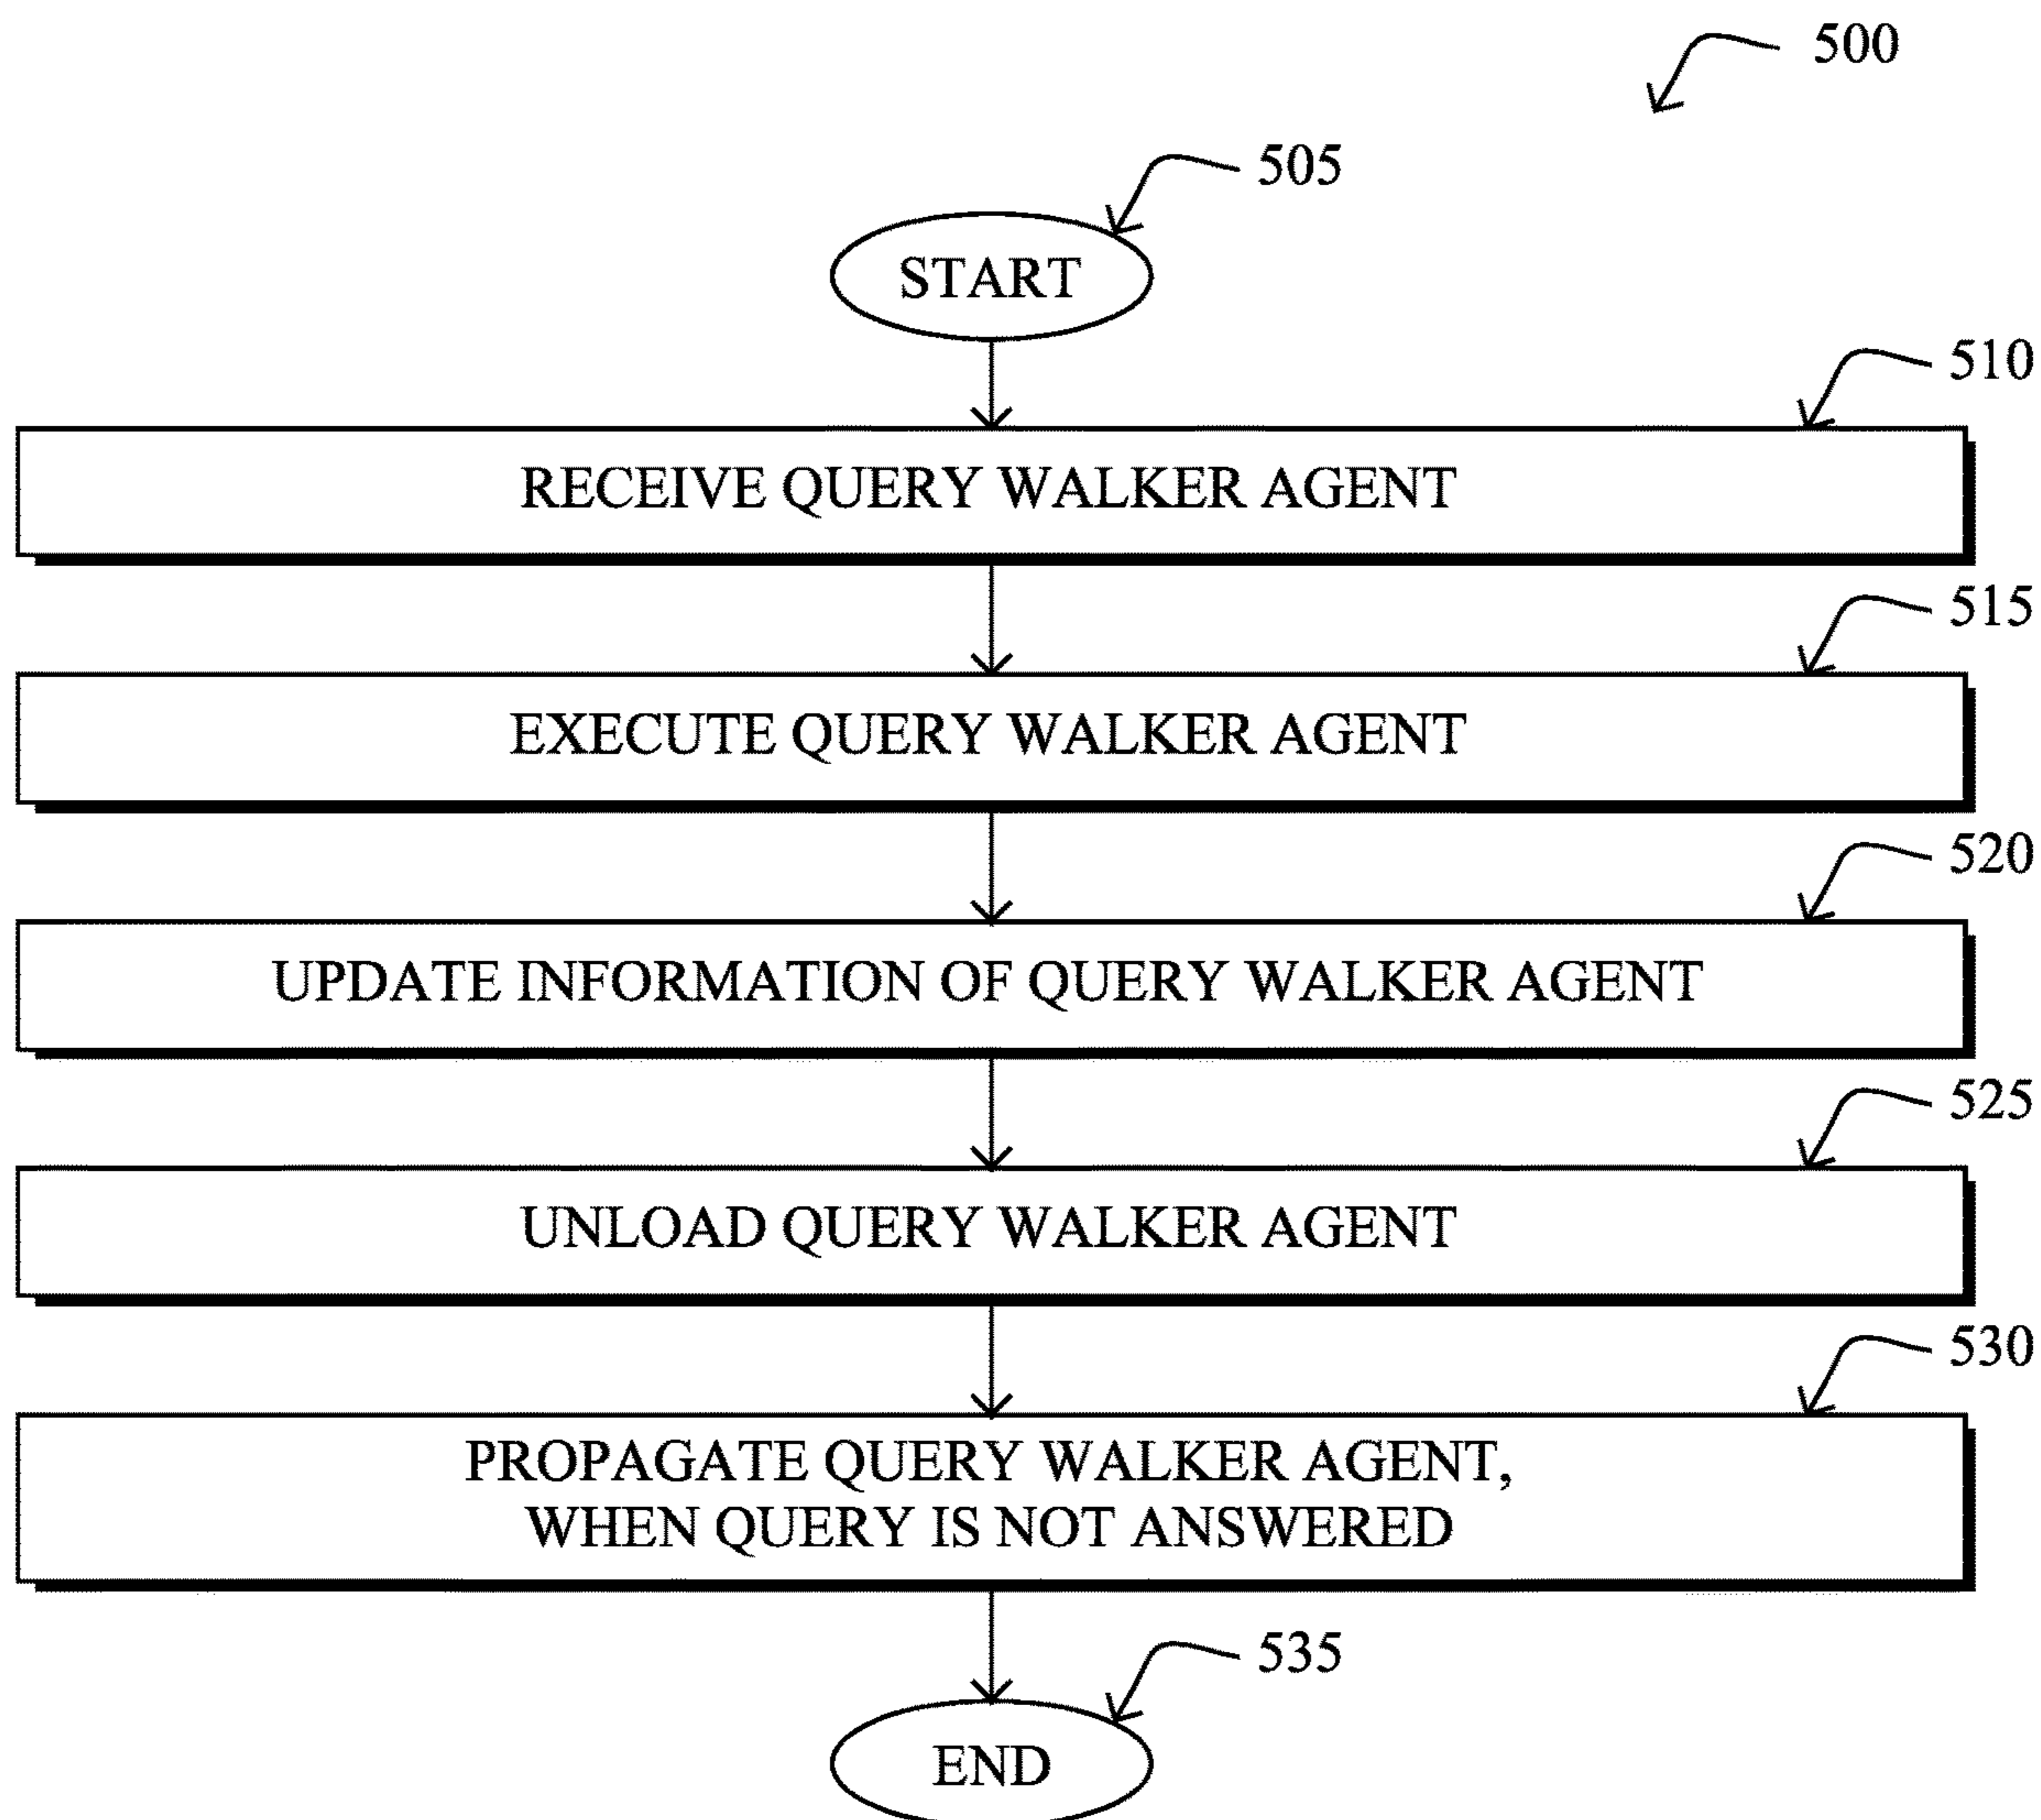 500
505
START
510
RECEIVE QUERY WALKER AGENT
515
EXECUTE QUERY WALKER AGENT
520
UPDATE INFORMATION OF QUERY WALKER AGENT
525
UNLOAD QUERY WALKER AGENT
530
PROPAGATE QUERY WALKER AGENT,
WHEN QUERY IS NOT ANSWERED
535
END